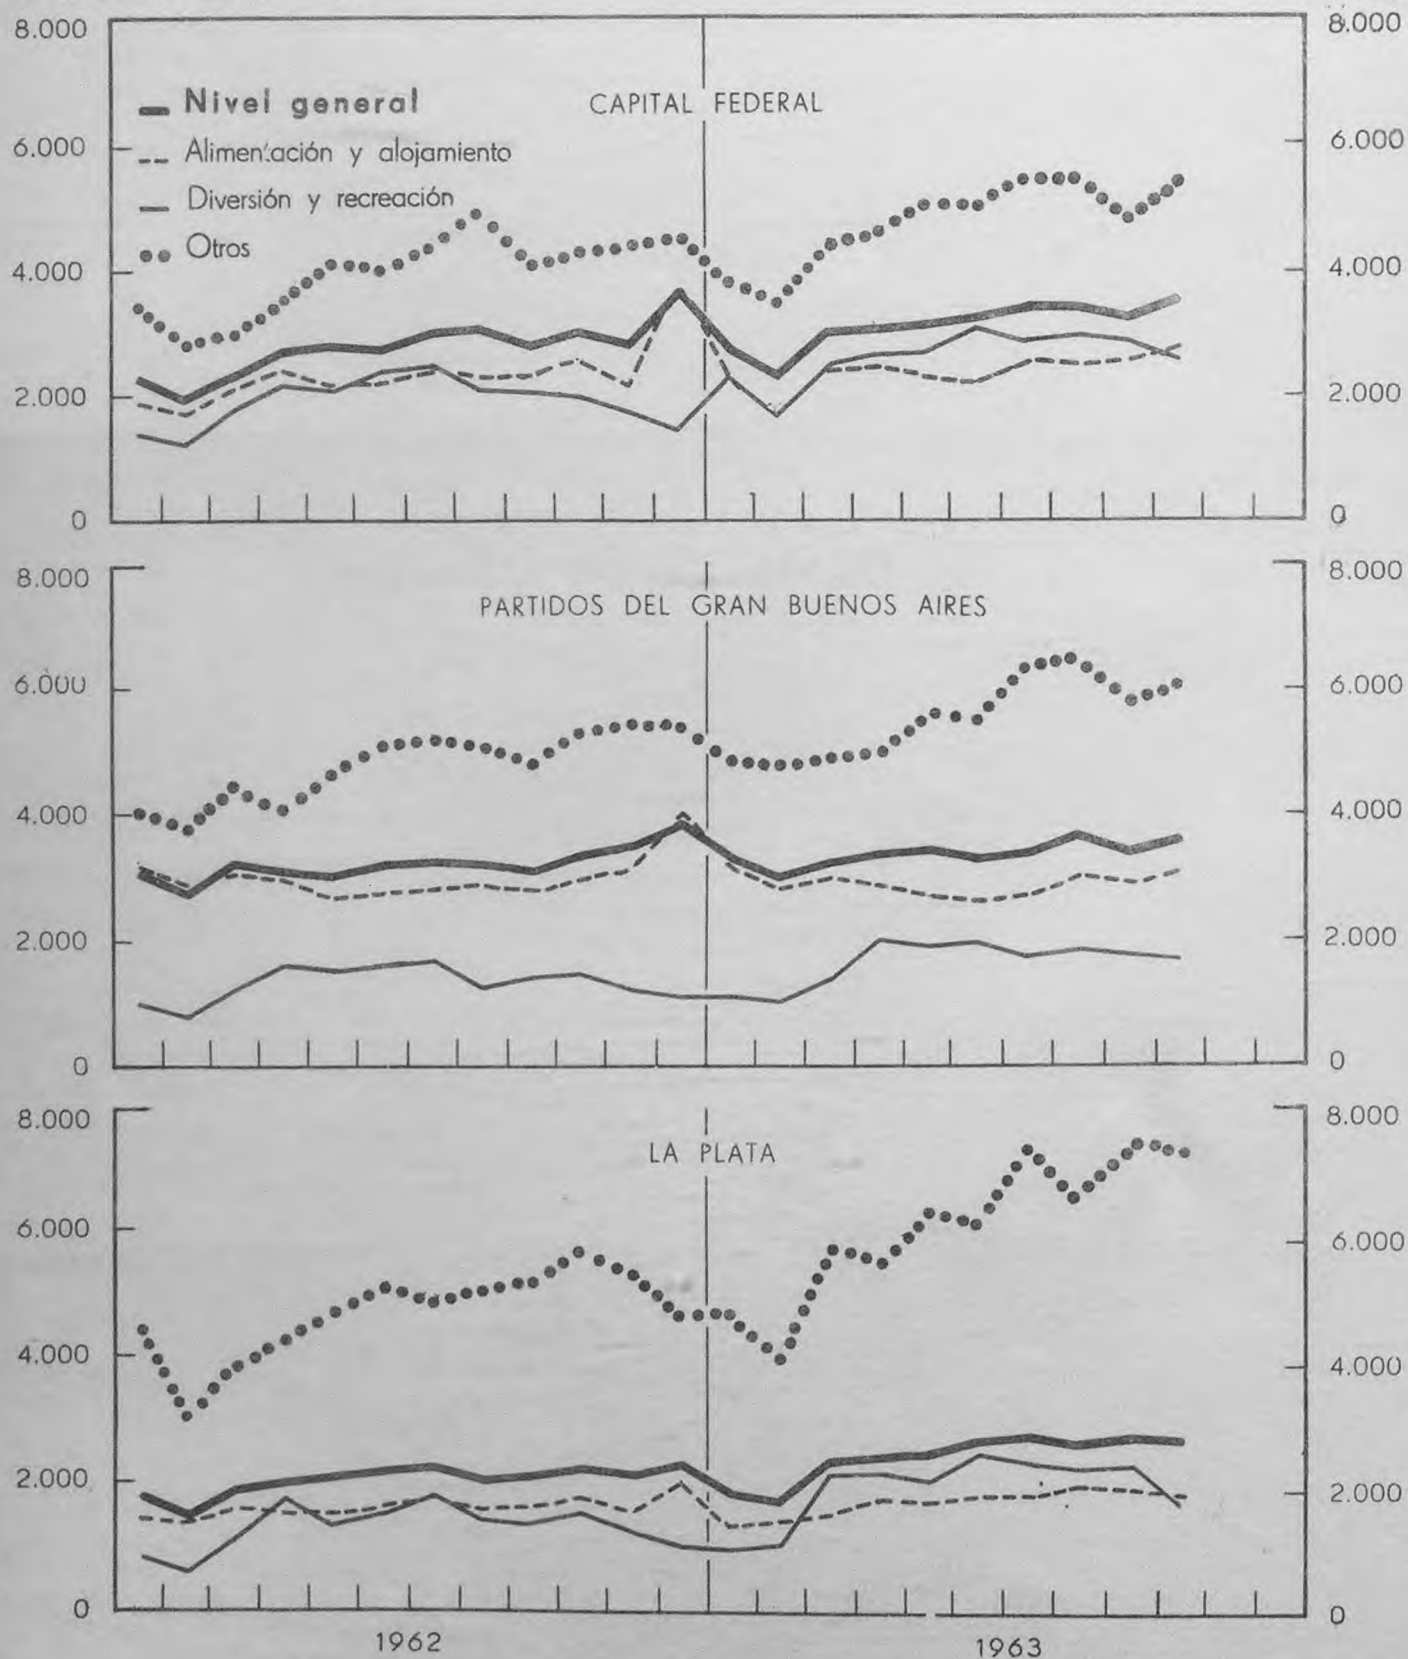 8.000 8.000
Nivel general CAPITAL FEDERAL
6.000 Alimentación y alojamiento 6.000
Diversión y recreación
Otros
4.000 4.000
2.000 2.000
0 0
8.000 8.000
PARTIDOS DEL GRAN BUENOS AIRES
6.000 6.000
4.000 4.000
2.000 2.000
0 0
8.000 8.000
LA PLATA
6.000 6.000
4.000 4.000
2.000 2.000
0 0
1962 1963